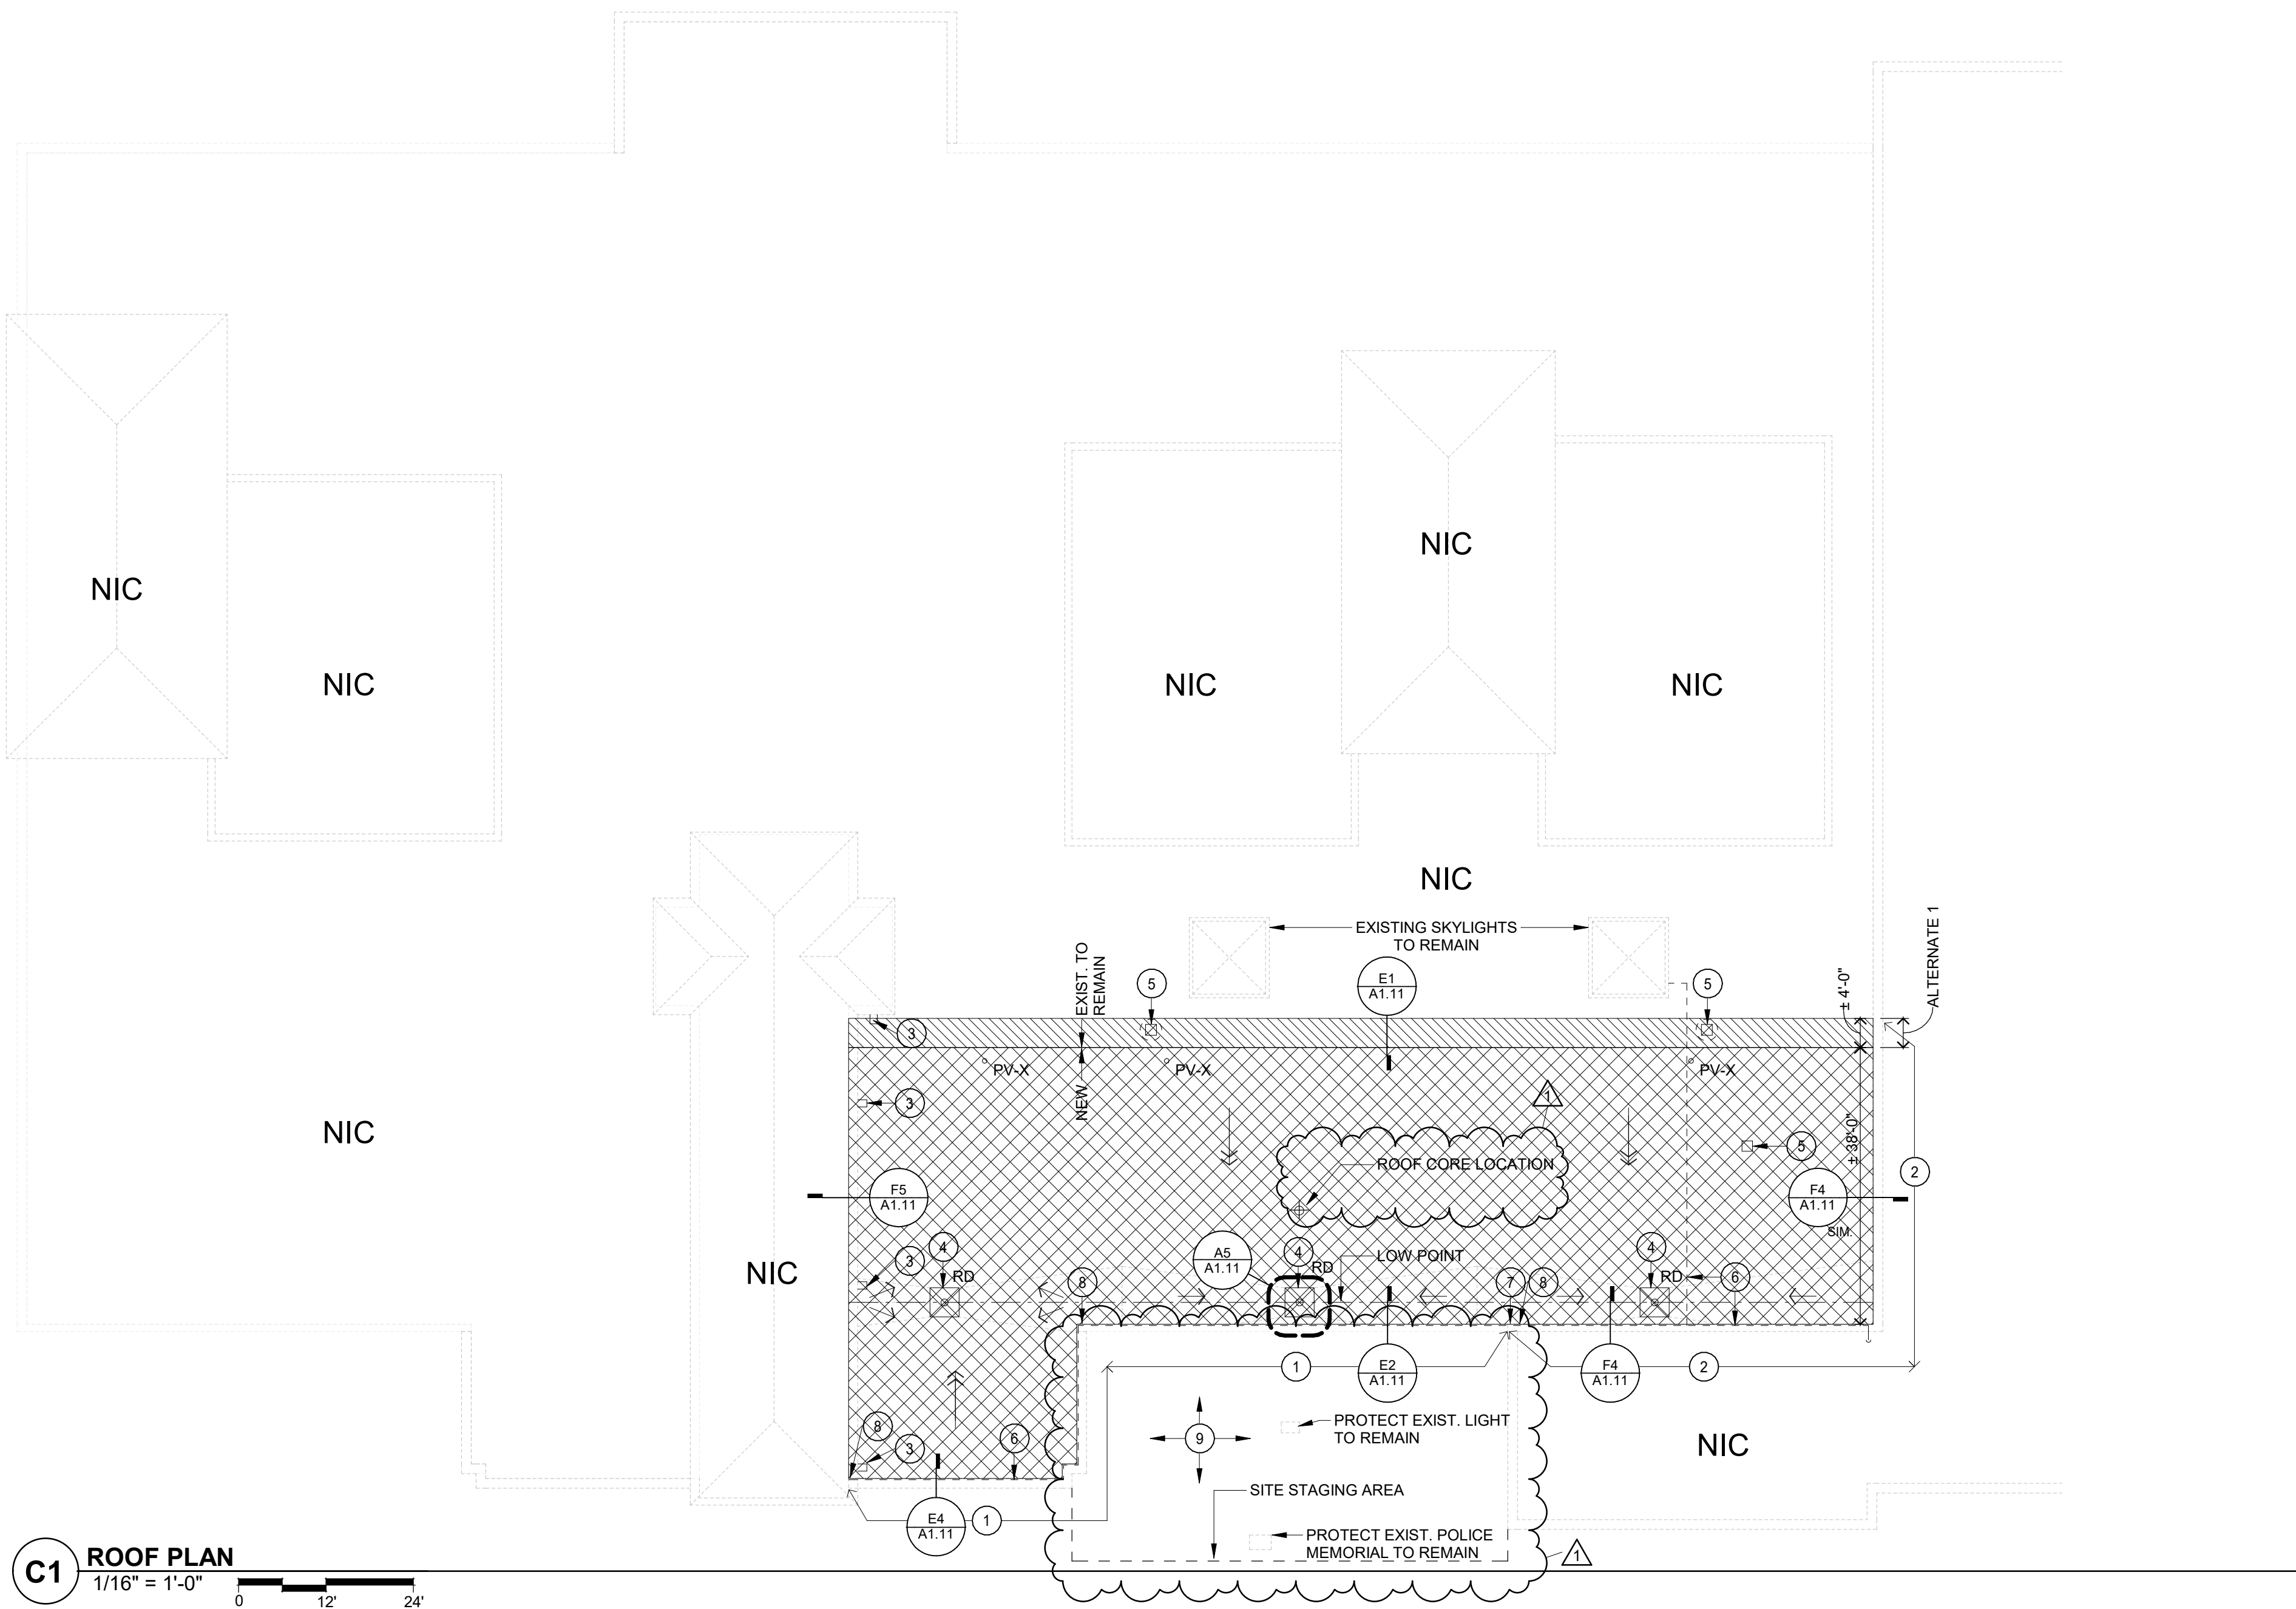 NIC
NIC
NIC
NIC
NIC
NIC
EXISTING SKYLIGHTS
TO REMAIN
ALTERNATE 1
EXIST. TO
REMAIN
± 4'-0"
5
E1
A1.11
5
3
PV-X
PV-X
PV-X
NEW
3
1
NIC
± 38'-0"
5
ROOF CORE LOCATION
2
F5
A1.11
F4
A1.11
SIM.
4
3
RD
A5
A1.11
4
RD
LOW POINT
4
RD
6
NIC
8
7
8
1
E2
A1.11
F4
A1.11
2
PROTECT EXIST. LIGHT
TO REMAIN
8
6
9
3
NIC
SITE STAGING AREA
E4
A1.11
1
PROTECT EXIST. POLICE
MEMORIAL TO REMAIN
1
C1
ROOF PLAN
1/16" = 1'-0"
0
12'
24'